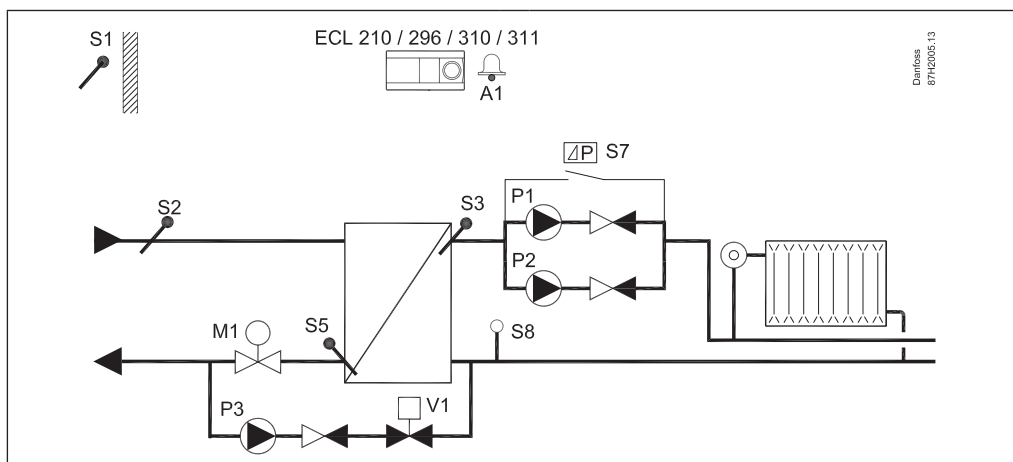 S1
ECL 210 / 296 / 310 / 311
A1
Danfoss
87H2005.13
P S7
S2
S3
P1
P2
M1
S5
S8
P3
V1